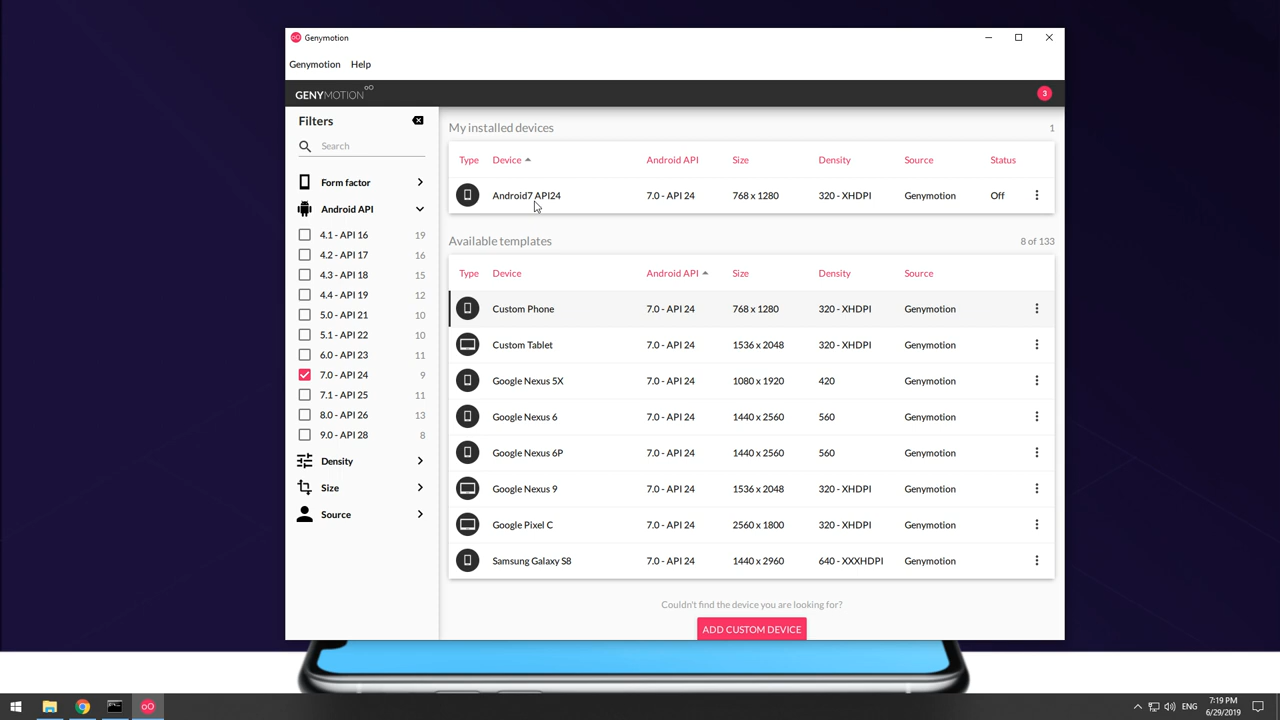 Genymotion
Genymotion Help
GENYMOTION oO 3
Filters
Search
Form factor
Android API
4.1 - API 16 19
4.2 - API 17 16
4.3 - API 18 15
4.4 - API 19 12
5.0 - API 21 10
5.1 - API 22 10
6.0 - API 23 11
7.0 - API 24 9
7.1 - API 25 11
8.0 - API 26 13
9.0 - API 28 8
Density
Size
Source
My installed devices 1
Type Device Android API Size Density Source Status
Android7 API24 7.0 - API 24 768 x 1280 320 - XHDPI Genymotion Off
Available templates 8 of 133
Type Device Android API Size Density Source
Custom Phone 7.0 - API 24 768 x 1280 320 - XHDPI Genymotion
Custom Tablet 7.0 - API 24 1536 x 2048 320 - XHDPI Genymotion
Google Nexus 5X 7.0 - API 24 1080 x 1920 420 Genymotion
Google Nexus 6 7.0 - API 24 1440 x 2560 560 Genymotion
Google Nexus 6P 7.0 - API 24 1440 x 2560 560 Genymotion
Google Nexus 9 7.0 - API 24 1536 x 2048 320 - XHDPI Genymotion
Google Pixel C 7.0 - API 24 2560 x 1800 320 - XHDPI Genymotion
Samsung Galaxy S8 7.0 - API 24 1440 x 2960 640 - XXXHDPI Genymotion
Couldn't find the device you are looking for?
ADD CUSTOM DEVICE
ENG
7:19 PM
6/29/2019